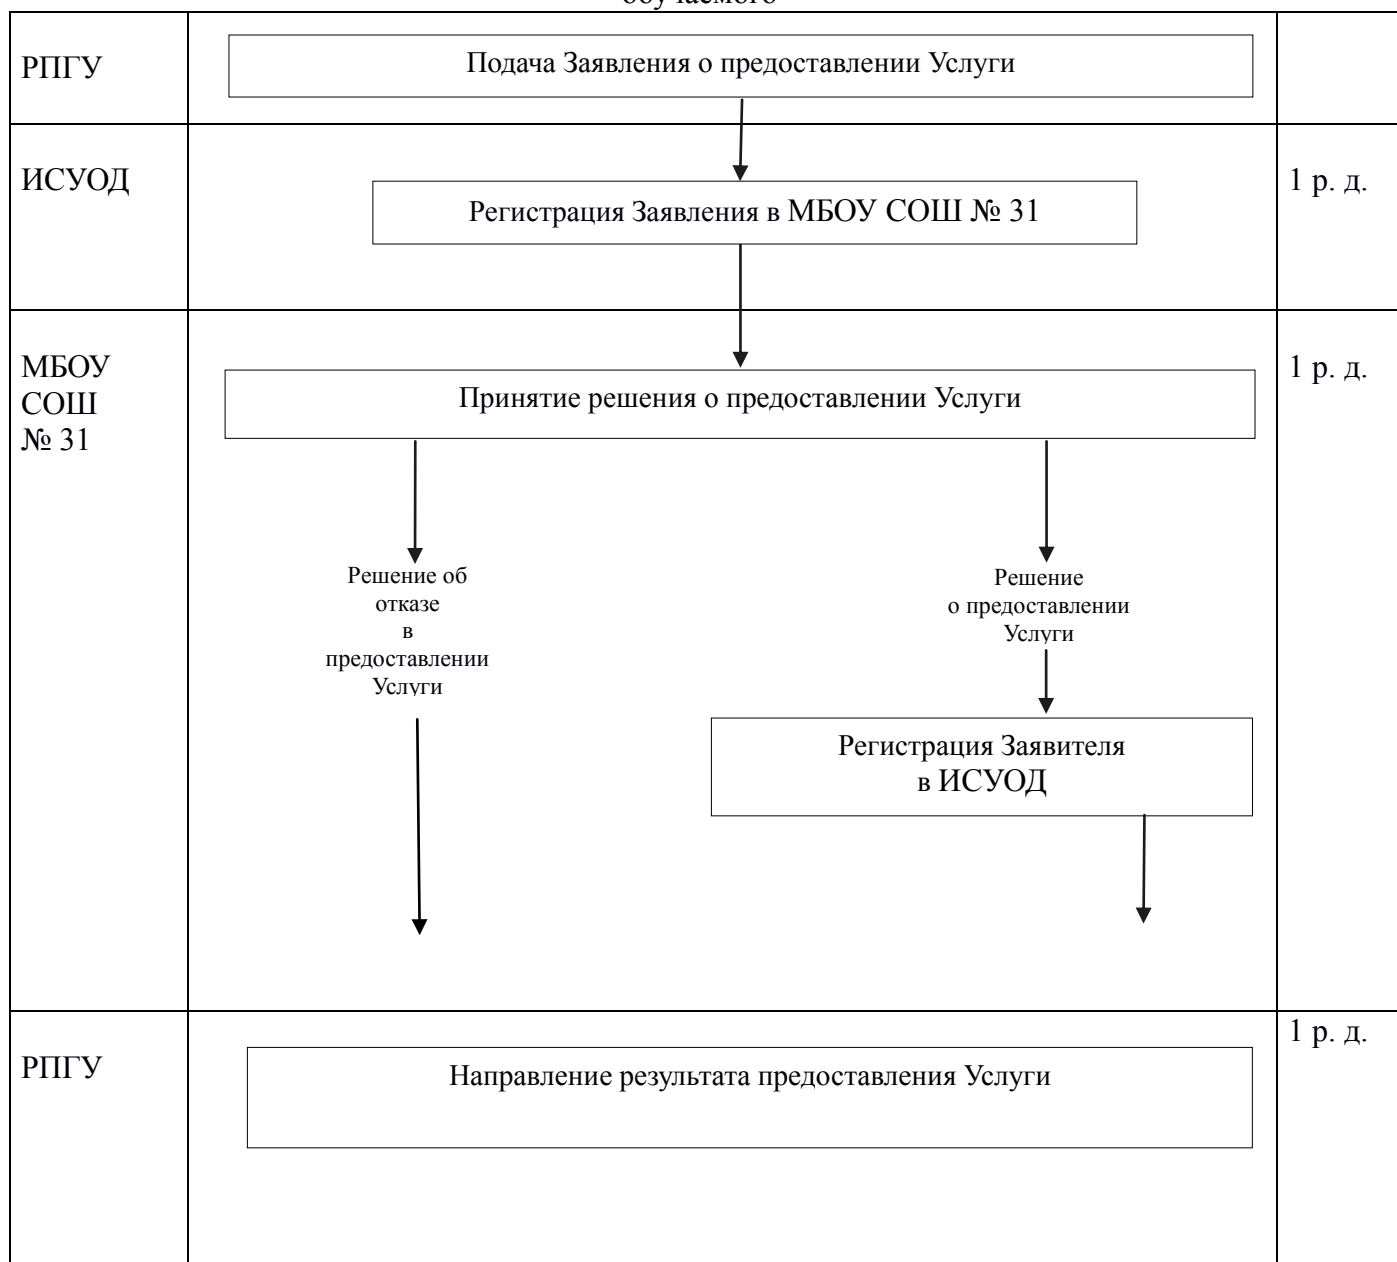 обучаемого
РПГУ
Подача Заявления о предоставлении Услуги
ИСУОД
1 р. д.
Регистрация Заявления в МБОУ СОШ № 31
МБОУ
СОШ
№ 31
1 р. д.
Принятие решения о предоставлении Услуги
Решение об
отказе
в
предоставлении
Услуги
Решение
о предоставлении
Услуги
Регистрация Заявителя
в ИСУОД
РПГУ
1 р. д.
Направление результата предоставления Услуги